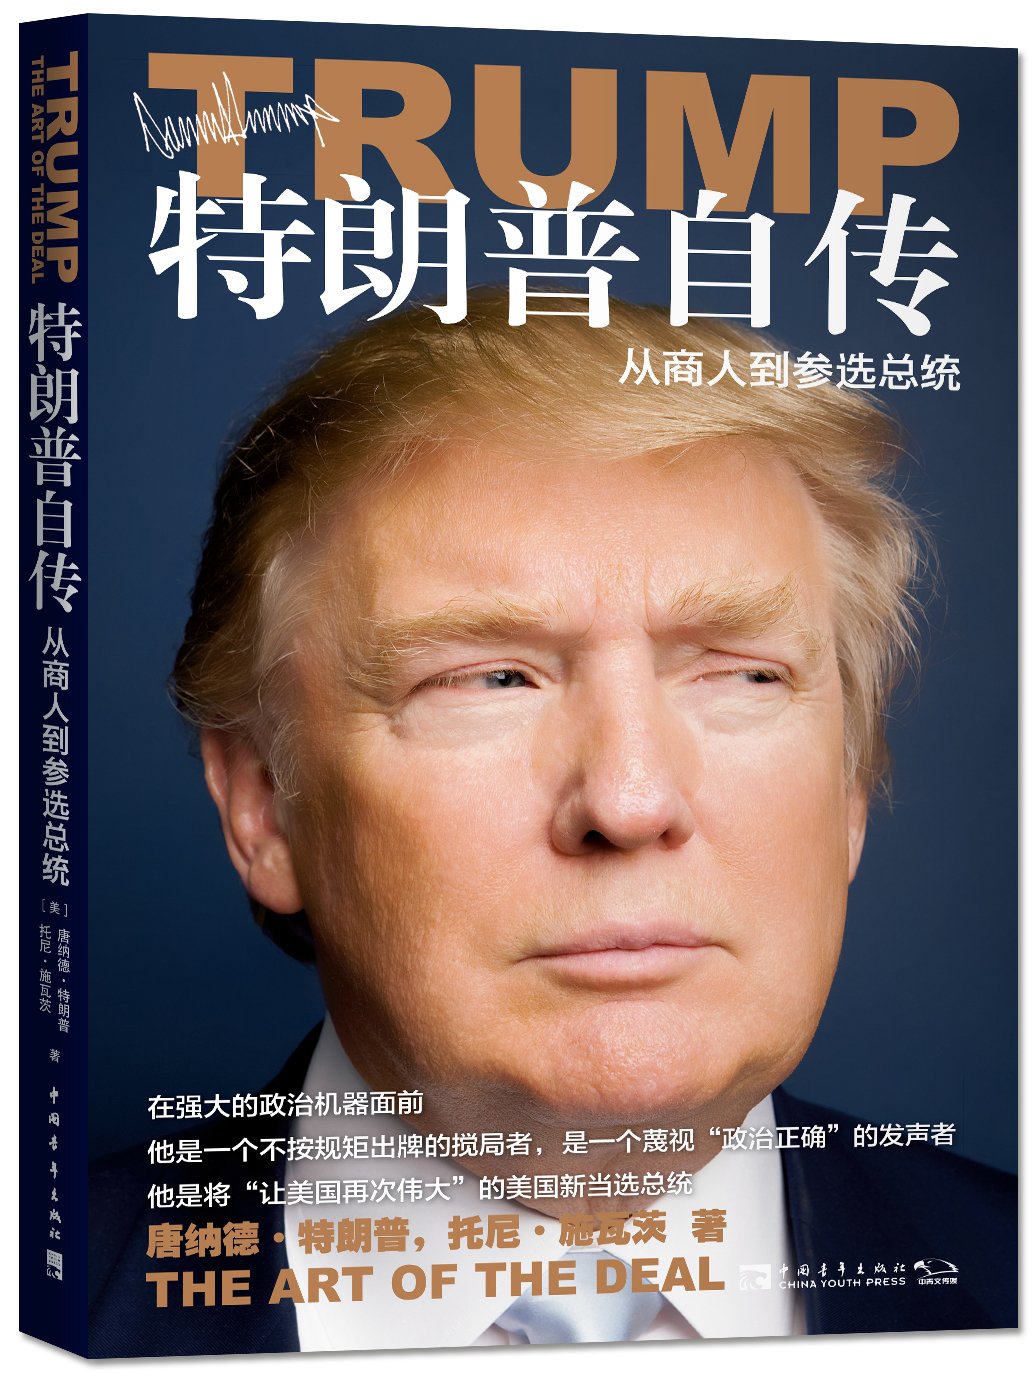 TRUMP
特朗普自传
从商人到参选总统
在强大的政治机器面前
他是一个不按规矩出牌的搅局者，是一个蔑视“政治正确”的发声者
他是将“让美国再次伟大”的美国新当选总统
唐纳德·特朗普，托尼·施瓦茨 著
THE ART OF THE DEAL
中国青年出版社
CHINA YOUTH PRESS
中青文传媒
TRUMP
THE ART OF THE DEAL
特朗普自传
从商人到参选总统
[美]
唐纳德·特朗普
托尼·施瓦茨
著
中国青年出版社